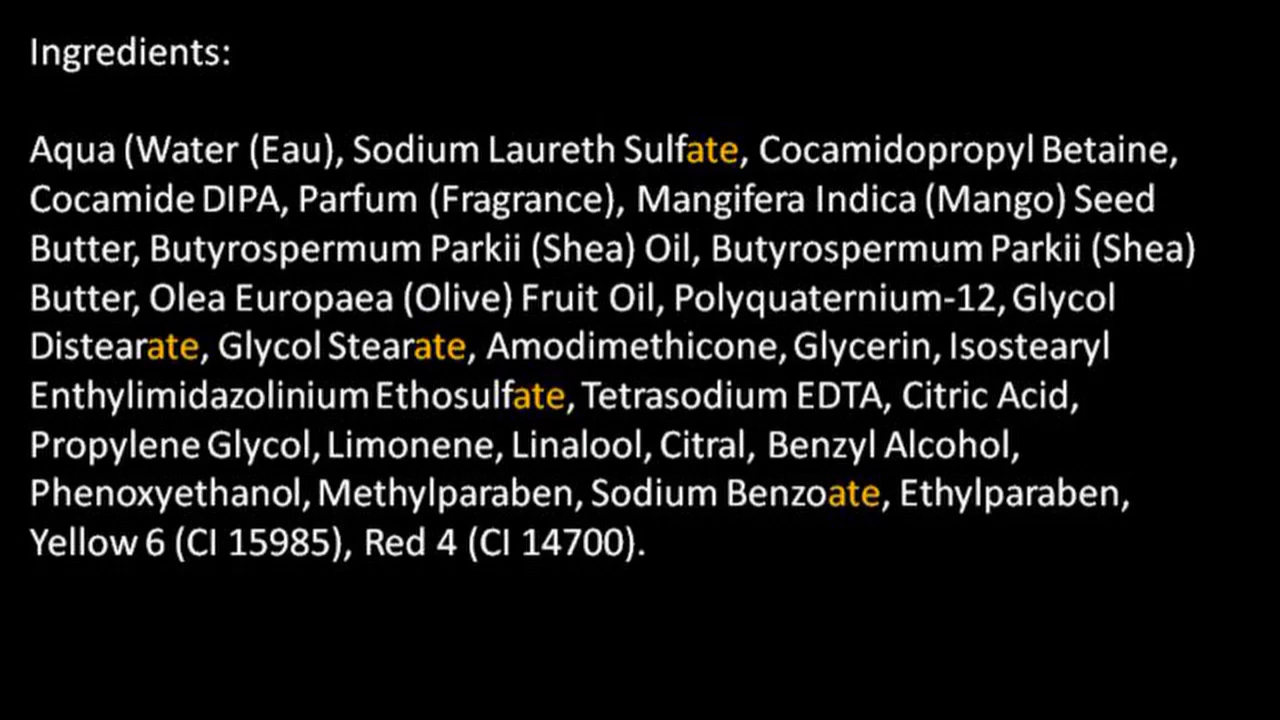 Ingredients:
Aqua (Water (Eau), Sodium Laureth Sulfate, Cocamidopropyl Betaine,
Cocamide DIPA, Parfum (Fragrance), Mangifera Indica (Mango) Seed
Butter, Butyrospermum Parkii (Shea) Oil, Butyrospermum Parkii (Shea)
Butter, Olea Europaea (Olive) Fruit Oil, Polyquaternium-12, Glycol
Distearate, Glycol Stearate, Amodimethicone, Glycerin, Isostearyl
Enthylimidazolinium Ethosulfate, Tetrasodium EDTA, Citric Acid,
Propylene Glycol, Limonene, Linalool, Citral, Benzyl Alcohol,
Phenoxyethanol, Methylparaben, Sodium Benzoate, Ethylparaben,
Yellow 6 (CI 15985), Red 4 (CI 14700).